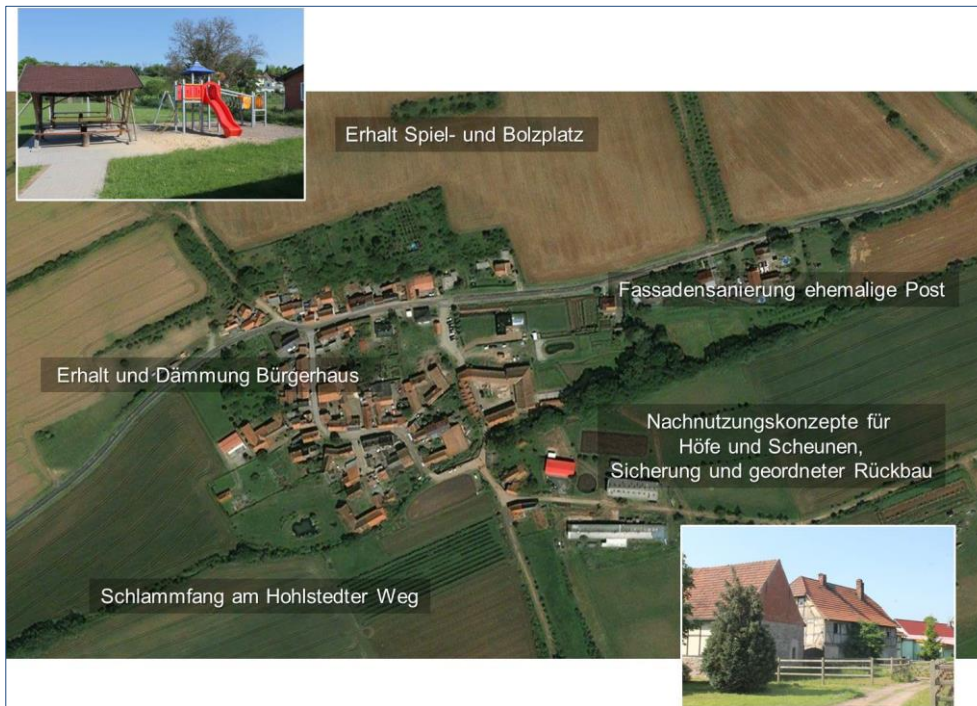 Erhalt Spiel- und Bolzplatz
Fassadensanierung ehemalige Post
Erhalt und Dämmung Bürgerhaus
Nachnutzungskonzepte für
Höfe und Scheunen,
Sicherung und geordneter Rückbau
Schlammfang am Hohlstedter Weg